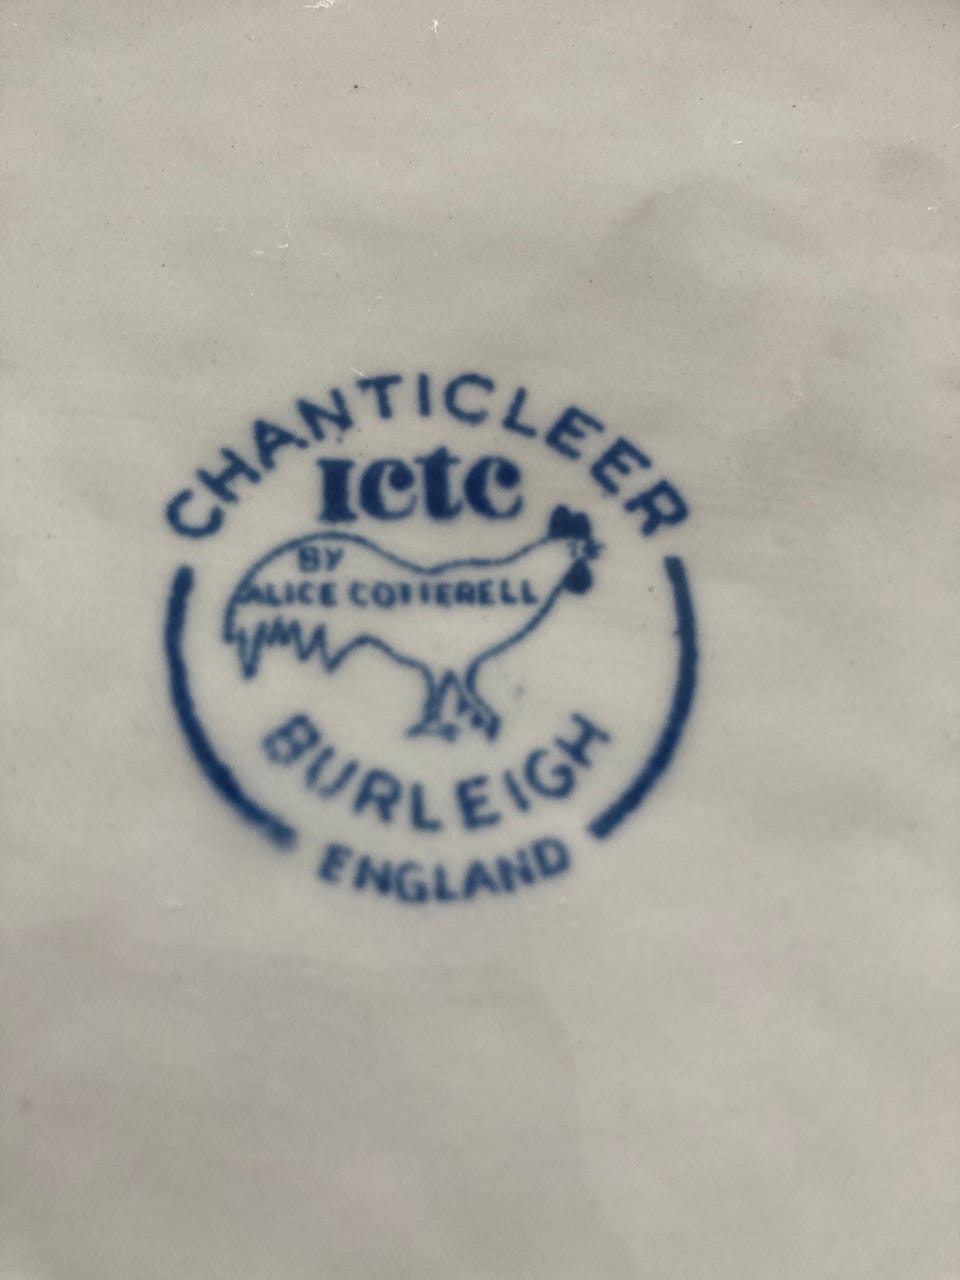 CHANTICLEER
ICTC
BY
ALICE COTTERELL
BURLEIGH
ENGLAND